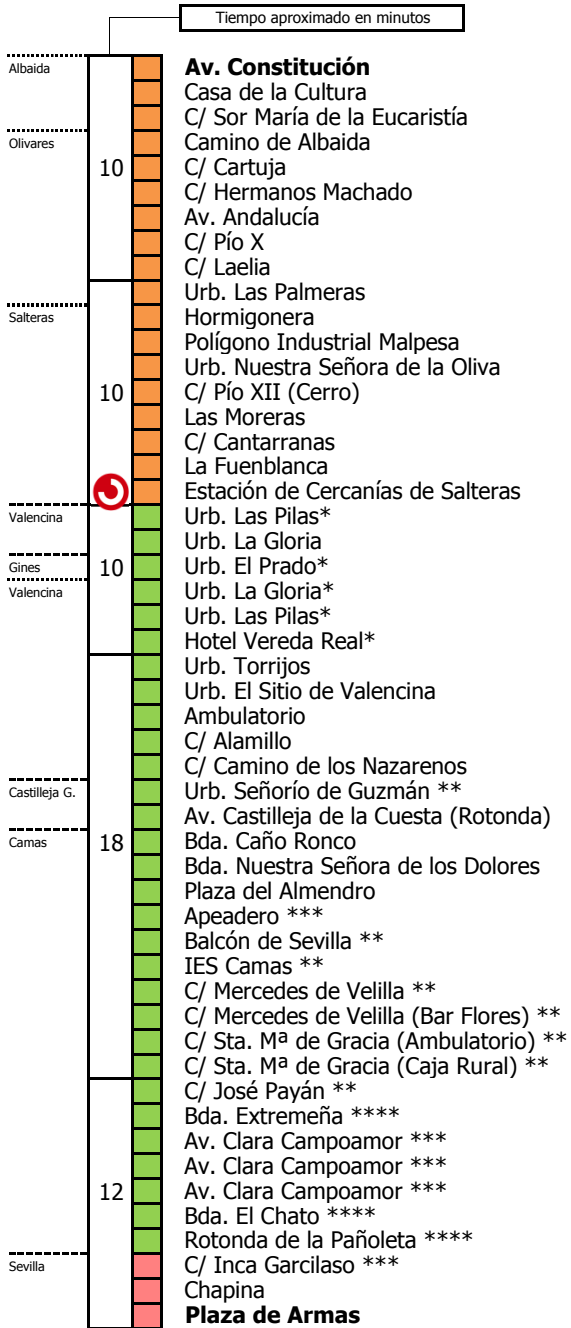 Tiempo aproximado en minutos
Albaida
Av. Constitución
Casa de la Cultura
C/ Sor María de la Eucaristía
Olivares
Camino de Albaida
10
C/ Cartuja
C/ Hermanos Machado
Av. Andalucía
C/ Pío X
C/ Laelia
Urb. Las Palmeras
Salteras
Hormigonera
Polígono Industrial Malpesa
Urb. Nuestra Señora de la Oliva
10
C/ Pío XII (Cerro)
Las Moreras
C/ Cantarranas
La Fuenblanca
Estación de Cercanías de Salteras
Valencina
Urb. Las Pilas*
Urb. La Gloria
Gines
10
Urb. El Prado*
Valencina
Urb. La Gloria*
Urb. Las Pilas*
Hotel Vereda Real*
Urb. Torrijos
Urb. El Sitio de Valencina
Ambulatorio
C/ Alamillo
C/ Camino de los Nazarenos
Castilleja G.
Urb. Señorío de Guzmán **
Av. Castilleja de la Cuesta (Rotonda)
Camas
18
Bda. Caño Ronco
Bda. Nuestra Señora de los Dolores
Plaza del Almendro
Apeadero ***
Balcón de Sevilla **
IES Camas **
C/ Mercedes de Velilla **
C/ Mercedes de Velilla (Bar Flores) **
C/ Sta. Mª de Gracia (Ambulatorio) **
C/ Sta. Mª de Gracia (Caja Rural) **
C/ José Payán **
Bda. Extremeña ****
Av. Clara Campoamor ***
Av. Clara Campoamor ***
12
Av. Clara Campoamor ***
Bda. El Chato ****
Rotonda de la Pañoleta ****
Sevilla
C/ Inca Garcilaso ***
Chapina
Plaza de Armas